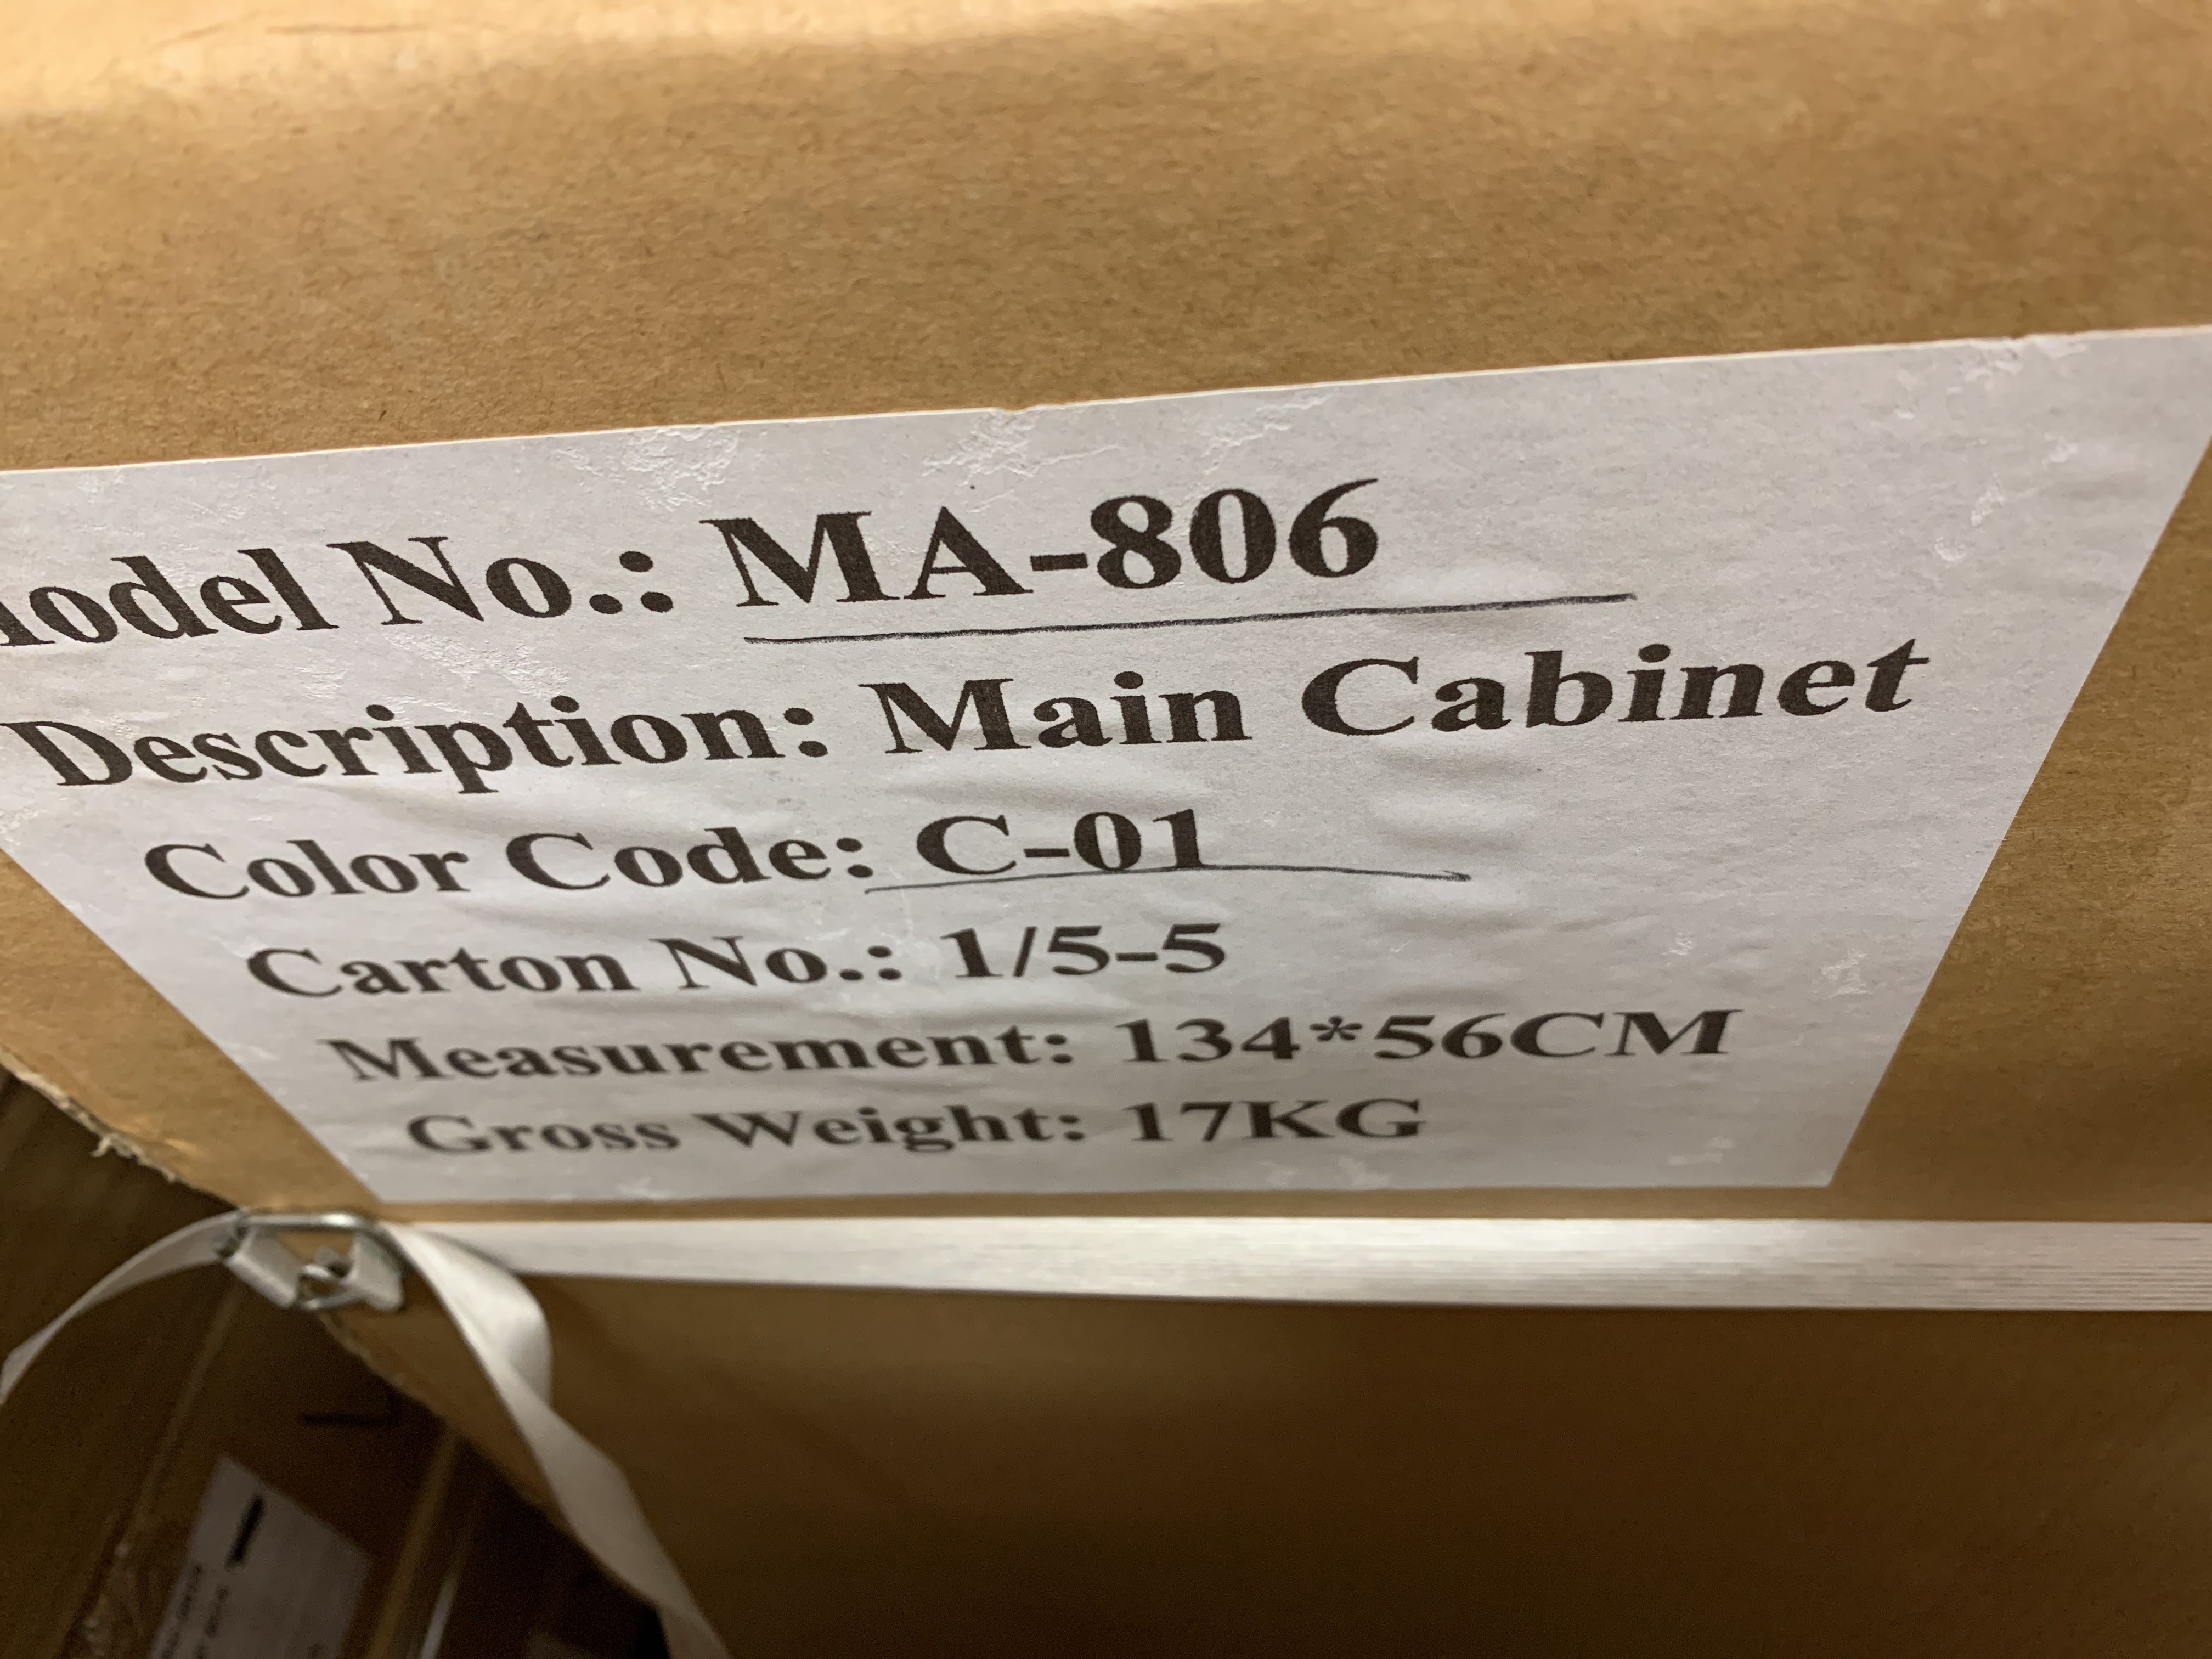 odel No.: MA-806
Description: Main Cabinet
Color Code: C-01
Carton No.: 1/5-5
Measurement: 134*56CM
Gross Weight: 17KG